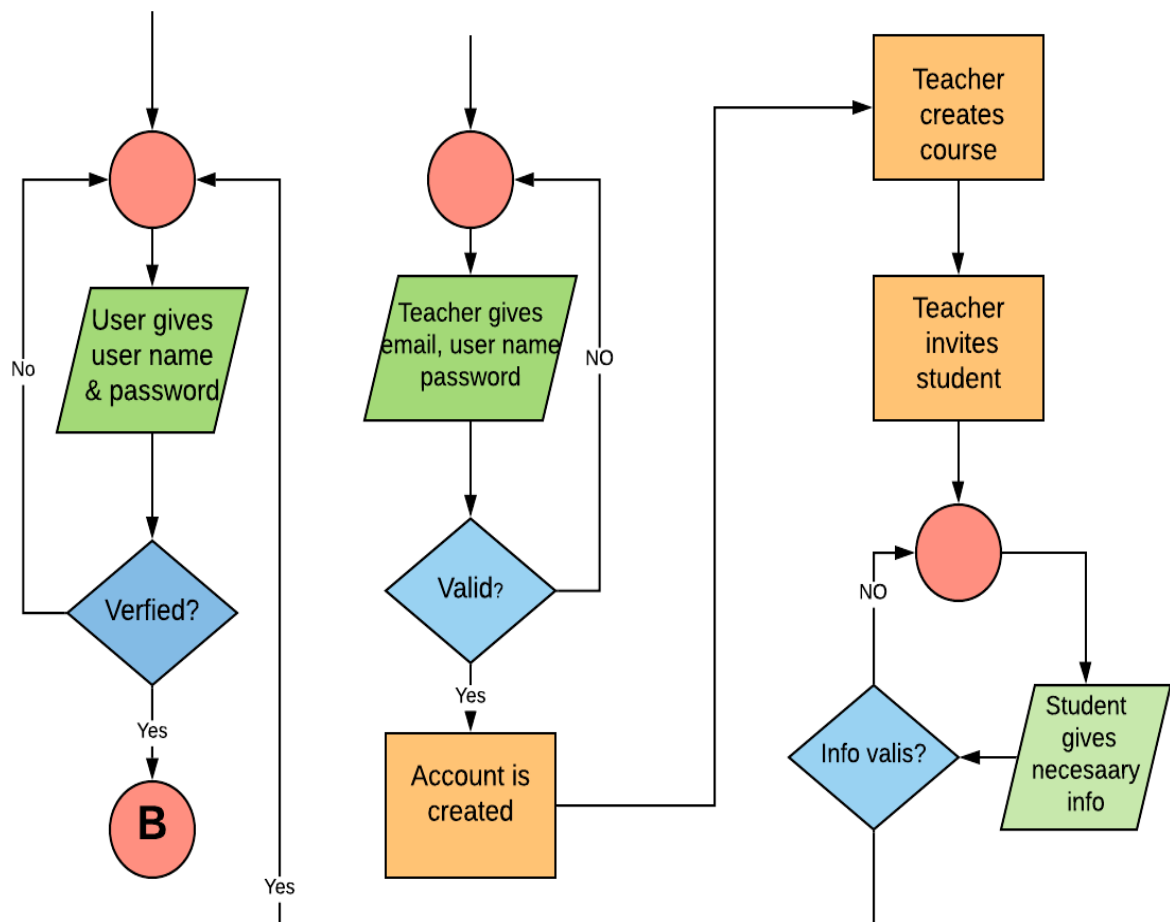 User gives
user name
& password
No
Verfied?
Yes
B
Yes
Teacher gives
email, user name
password
NO
Valid?
Yes
Account is
created
Teacher
creates
course
Teacher
invites
student
NO
Student
gives
necesaary
info
Info valis?